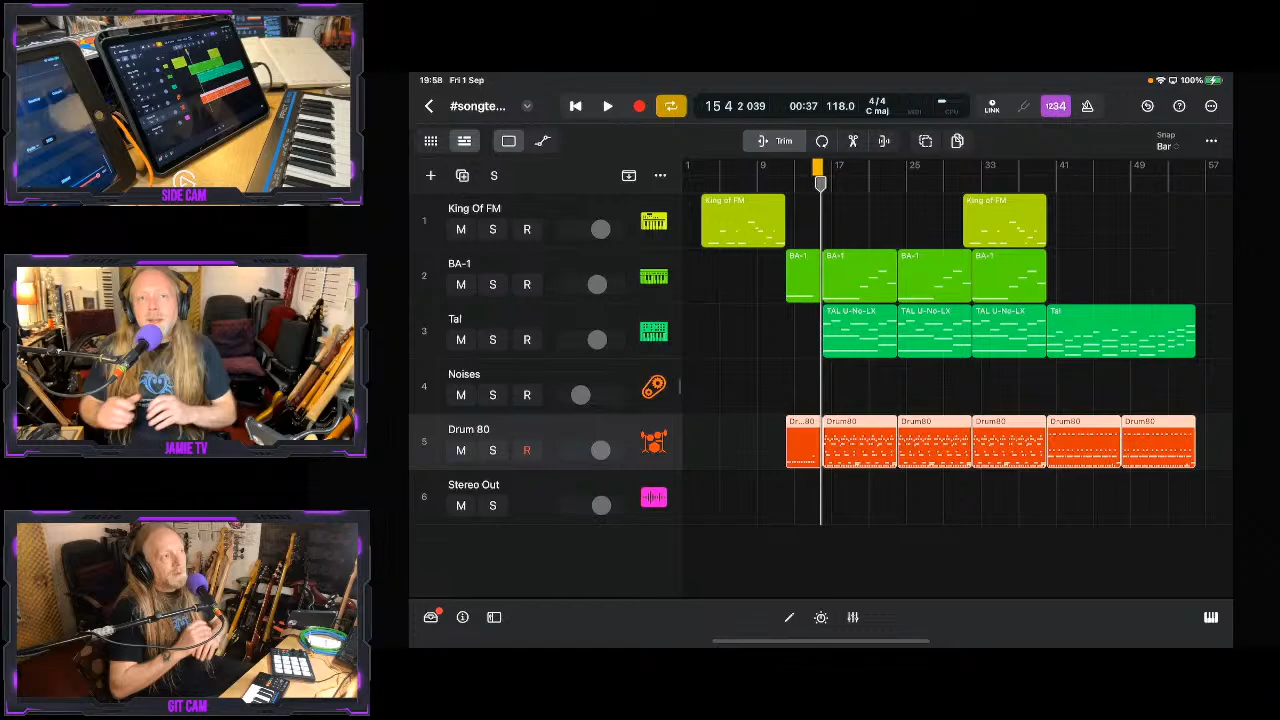 SIDE CAM
JAMIE TV
GIT CAM
19:58 Fri 1 Sep
100%
#songte...
15 4 2 039
00:37
118.0
4/4
C maj
MIDI
CPU
LINK
1234
Trim
Snap
Bar
1 9 17 25 33 41 49 57
S
1 King Of FM
M S R
2 BA-1
M S R
3 Tal
M S R
4 Noises
M S R
5 Drum 80
M S R
6 Stereo Out
M S
King of FM King of FM
BA-1 BA-1 BA-1 BA-1
TAL U-No-LX TAL U-No-LX TAL U-No-LX Tal
Dr...80 Drum80 Drum80 Drum80 Drum80 Drum80